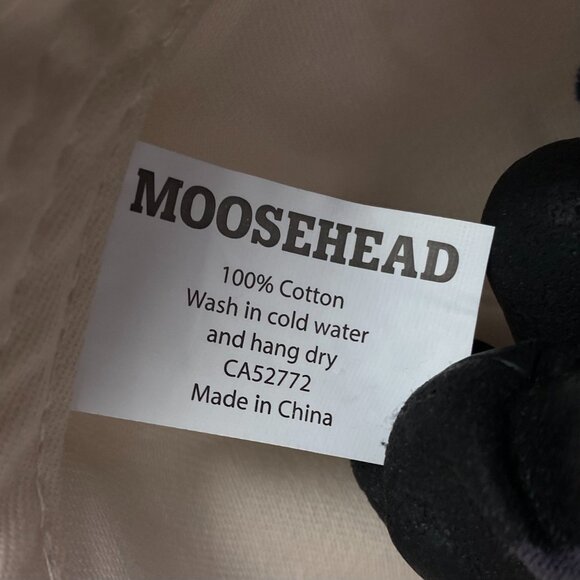 MOOSEHEAD
100% Cotton
Wash in cold water
and hang dry
CA52772
Made in China